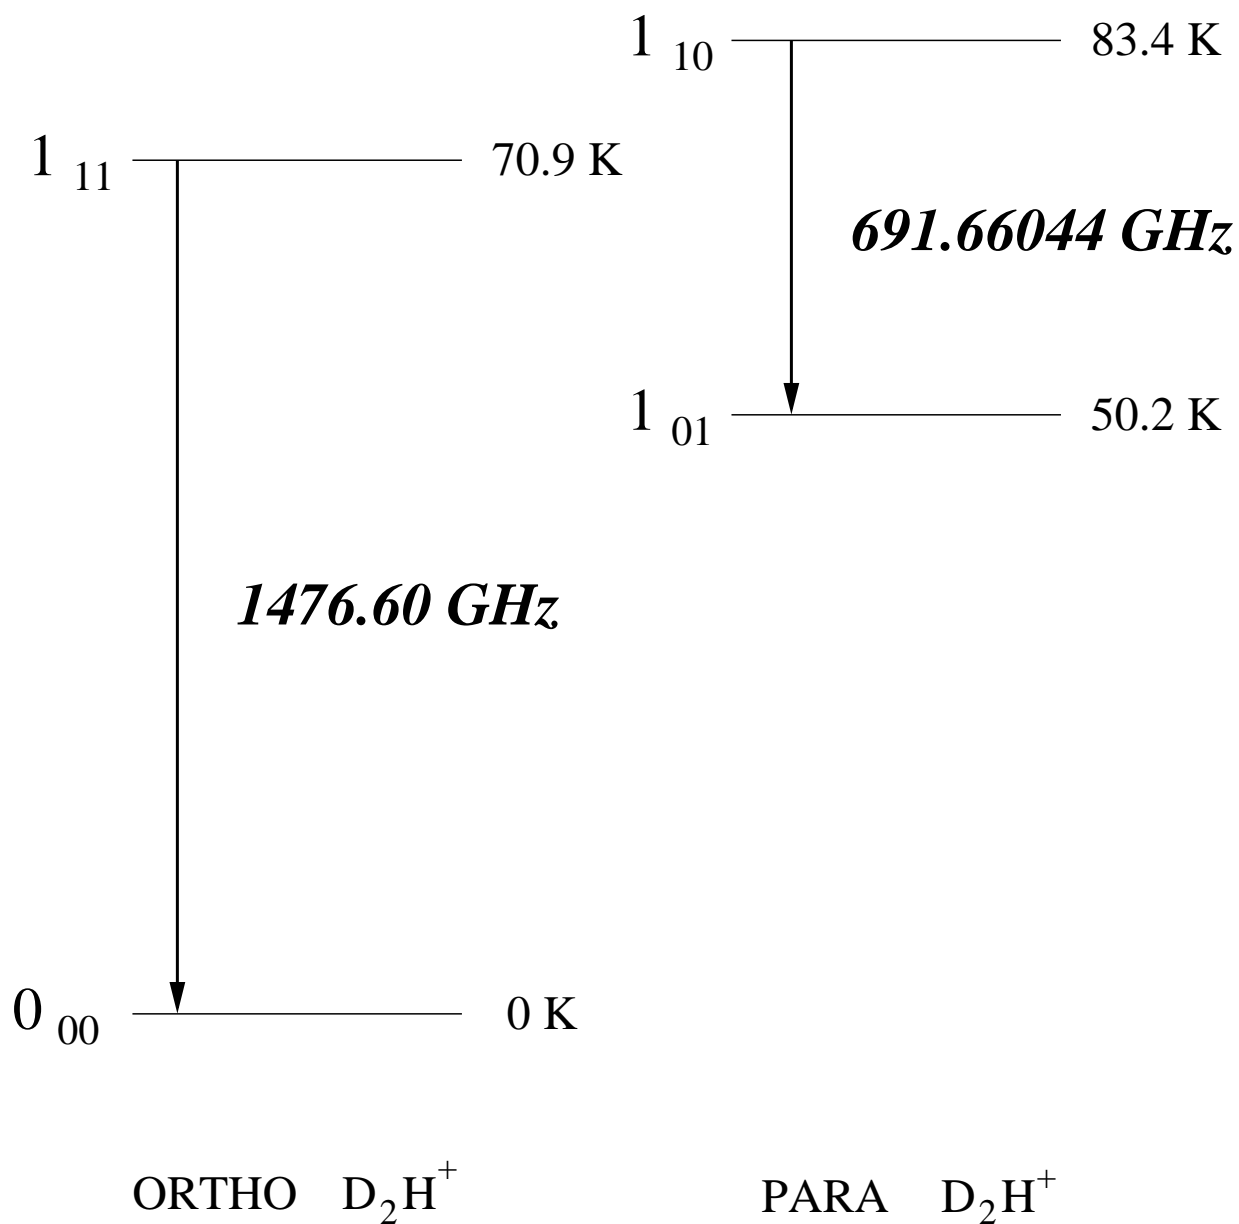 1 10 83.4 K
1 11 70.9 K
691.66044 GHz
1 01 50.2 K
1476.60 GHz
0 00 0 K
ORTHO D2H+
PARA D2H+